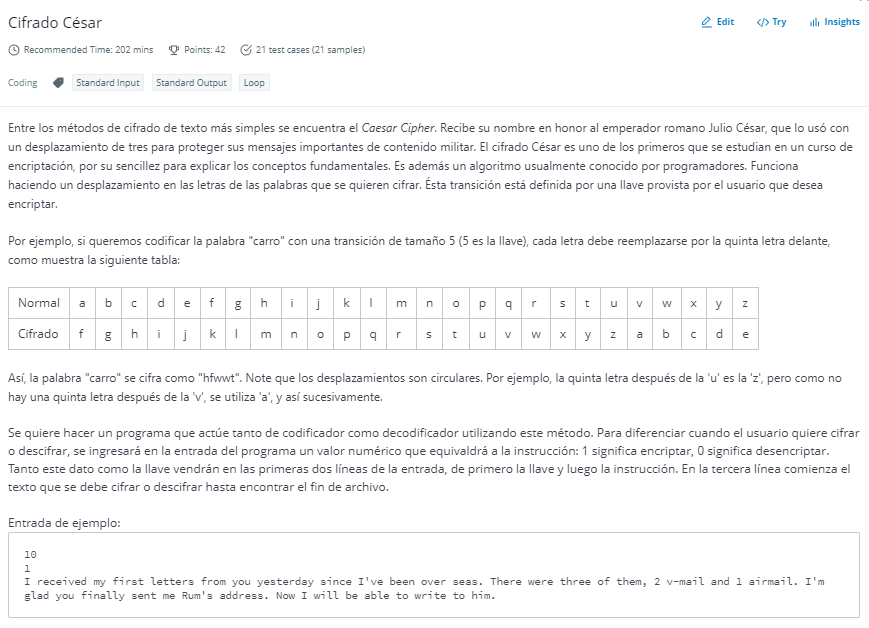 Cifrado César
Edit </> Try Insights
Recommended Time: 202 mins Points: 42 21 test cases (21 samples)
Coding Standard Input Standard Output Loop
Entre los métodos de cifrado de texto más simples se encuentra el Caesar Cipher. Recibe su nombre en honor al emperador romano Julio César, que lo usó con
un desplazamiento de tres para proteger sus mensajes importantes de contenido militar. El cifrado César es uno de los primeros que se estudian en un curso de
encriptación, por su sencillez para explicar los conceptos fundamentales. Es además un algoritmo usualmente conocido por programadores. Funciona
haciendo un desplazamiento en las letras de las palabras que se quieren cifrar. Ésta transición está definida por una llave provista por el usuario que desea
encriptar.
Por ejemplo, si queremos codificar la palabra "carro" con una transición de tamaño 5 (5 es la llave), cada letra debe reemplazarse por la quinta letra delante,
como muestra la siguiente tabla:
Normal a b c d e f g h i j k l m n o p q r s t u v w x y z
Cifrado f g h i j k l m n o p q r s t u v w x y z a b c d e
Así, la palabra "carro" se cifra como "hfwwt". Note que los desplazamientos son circulares. Por ejemplo, la quinta letra después de la 'u' es la 'z', pero como no
hay una quinta letra después de la 'v', se utiliza 'a', y así sucesivamente.
Se quiere hacer un programa que actúe tanto de codificador como decodificador utilizando este método. Para diferenciar cuando el usuario quiere cifrar
o descifrar, se ingresará en la entrada del programa un valor numérico que equivaldrá a la instrucción: 1 significa encriptar, 0 significa desencriptar.
Tanto este dato como la llave vendrán en las primeras dos líneas de la entrada, de primero la llave y luego la instrucción. En la tercera línea comienza el
texto que se debe cifrar o descifrar hasta encontrar el fin de archivo.
Entrada de ejemplo:
10
1
I received my first letters from you yesterday since I've been over seas. There were three of them, 2 v-mail and 1 airmail. I'm
glad you finally sent me Rum's address. Now I will be able to write to him.